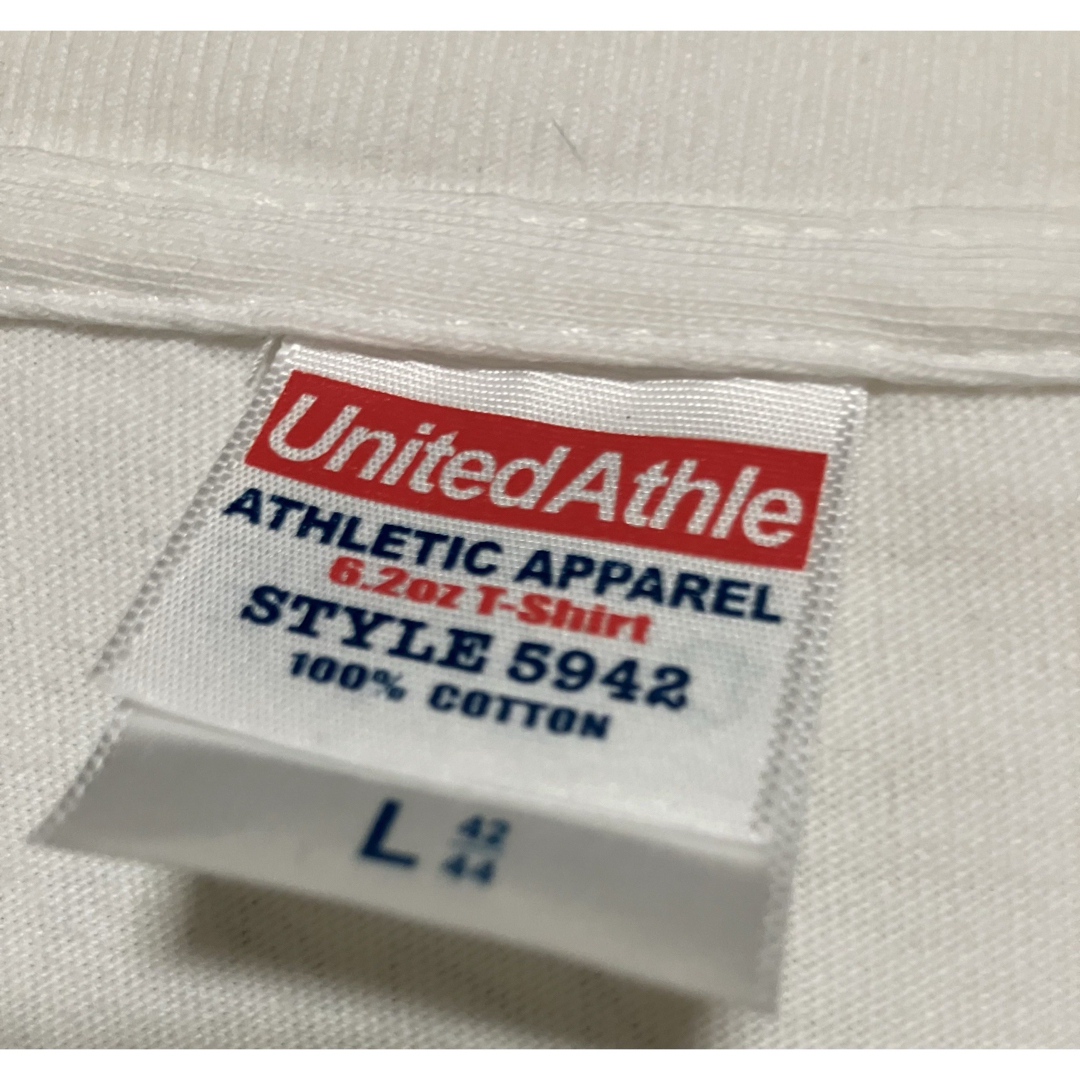 UnitedAthle
ATHLETIC APPAREL
6.2oz T-Shirt
STYLE 5942
100% COTTON
L 42
44